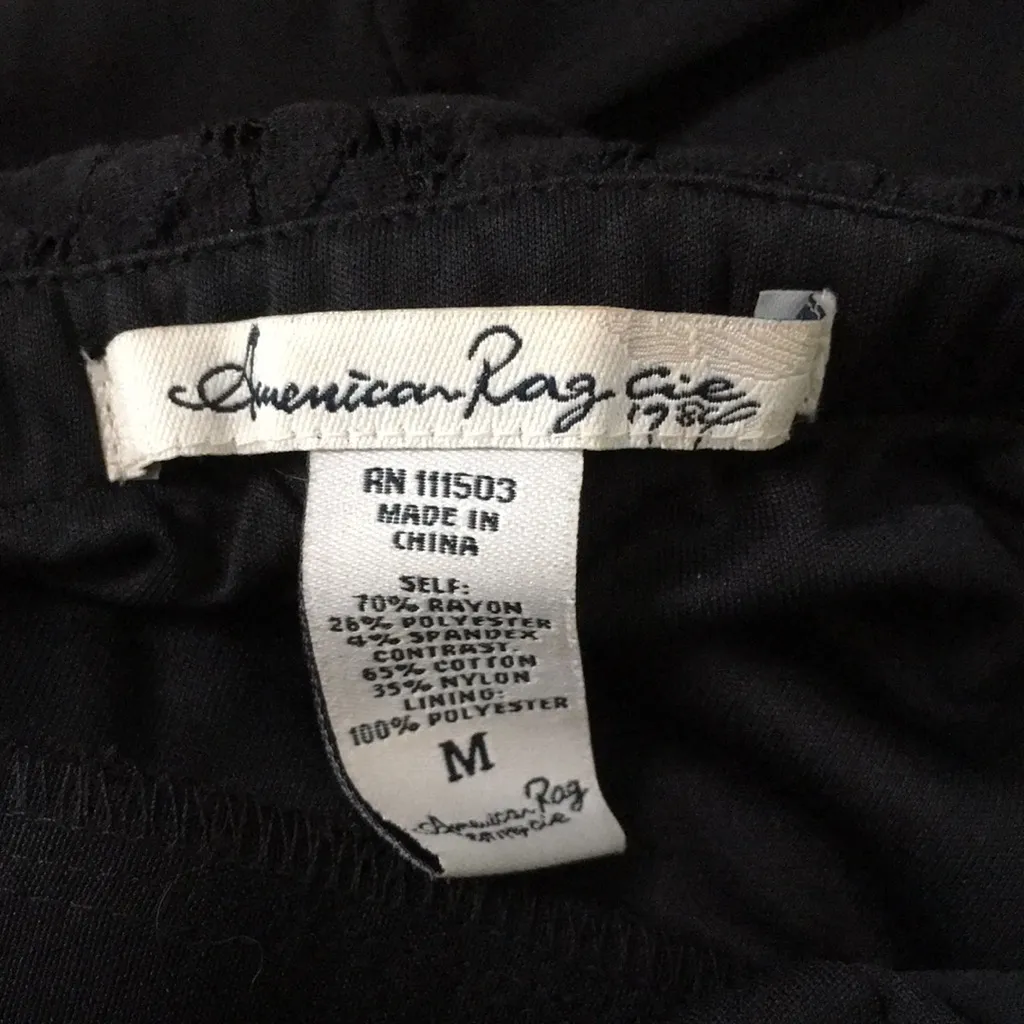 American Rag Cie
1984
RN 111503
MADE IN
CHINA
SELF:
70% RAYON
26% POLYESTER
4% SPANDEX
CONTRAST:
65% COTTON
35% NYLON
LINING:
100% POLYESTER
M
American Rag
Cie